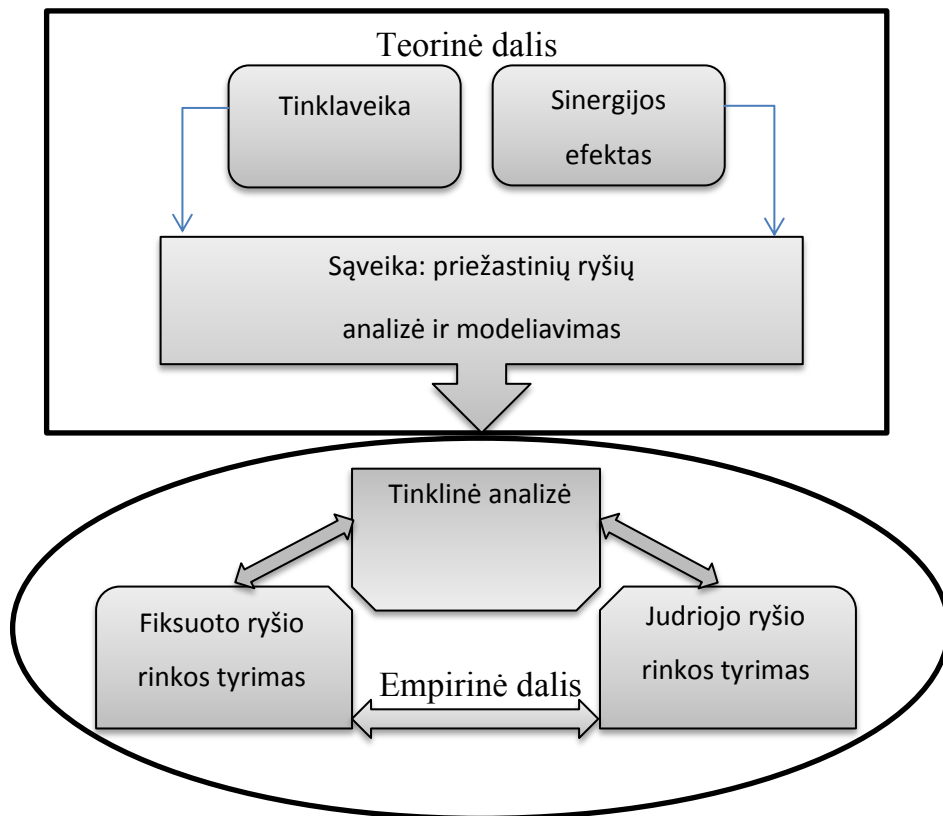 Teorinė dalis
Tinklaveika
Sinergijos
efektas
Sąveika: priežastinių ryšių
analizė ir modeliavimas
Tinklinė analizė
Fiksuoto ryšio
rinkos tyrimas
Judriojo ryšio
rinkos tyrimas
Empirinė dalis